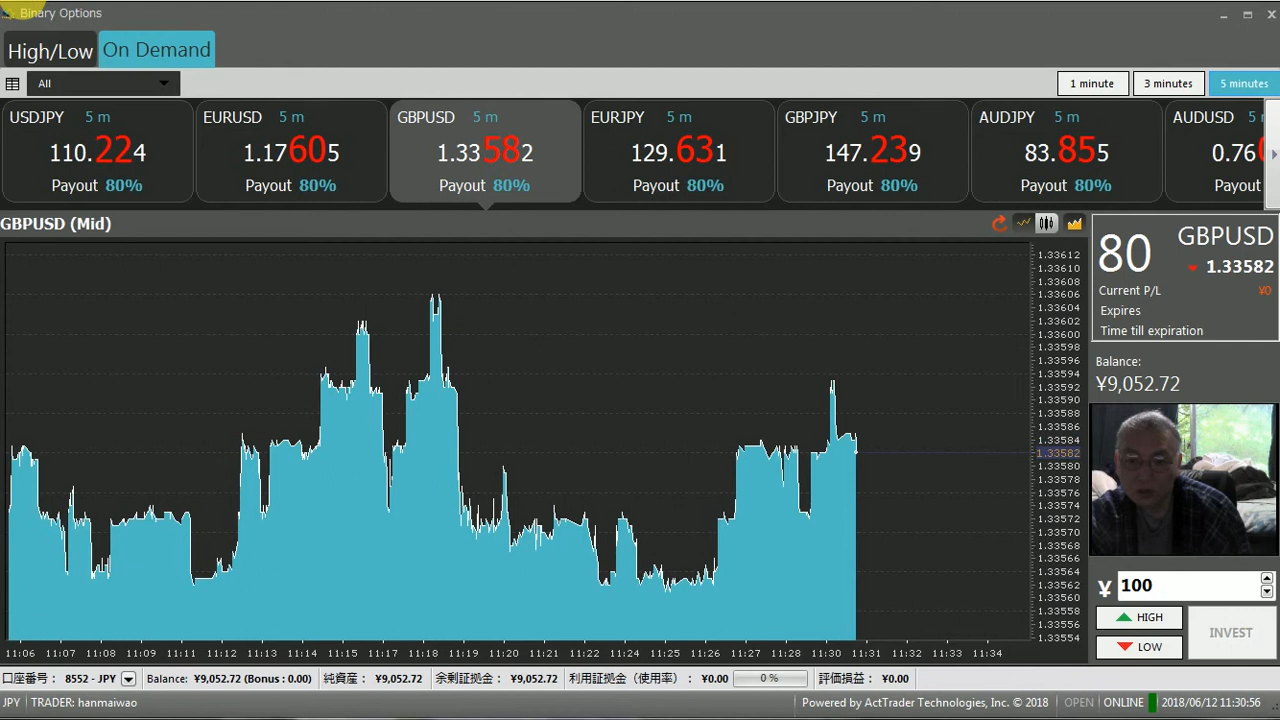 Binary Options
High/Low On Demand
All 1 minute 3 minutes 5 minutes
USDJPY 5 m EURUSD 5 m GBPUSD 5 m EURJPY 5 m GBPJPY 5 m AUDJPY 5 m AUDUSD 5
110.224 1.17605 1.33582 129.631 147.239 83.855 0.76
Payout 80% Payout 80% Payout 80% Payout 80% Payout 80% Payout 80% Payout
GBPUSD (Mid)
1.33612
1.33610
1.33608
1.33606
1.33604
1.33602
1.33600
1.33598
1.33596
1.33594
1.33592
1.33590
1.33588
1.33586
1.33584
1.33582
1.33580
1.33578
1.33576
1.33574
1.33572
1.33570
1.33568
1.33566
1.33564
1.33562
1.33560
1.33558
1.33556
1.33554
11:06 11:07 11:09 11:10 11:11 11:12 11:13 11:14 11:15 11:17 11:18 11:19 11:20 11:22 11:23 11:24 11:25 11:26 11:27 11:28 11:30 11:31 11:32 11:33 11:34
80 GBPUSD
1.33582
Current P/L ¥0
Expires
Time till expiration
Balance:
¥9,052.72
¥ 100
HIGH
LOW
INVEST
口座番号： 8552 - JPY Balance: ¥9,052.72 (Bonus : 0.00) 純資産： ¥9,052.72 余剰証拠金： ¥9,052.72 利用証拠金（使用率）： ¥0.00 0 % 評価損益： ¥0.00
JPY TRADER: hanmaiwao Powered by ActTrader Technologies, Inc. © 2018 OPEN ONLINE 2018/06/12 11:30:56